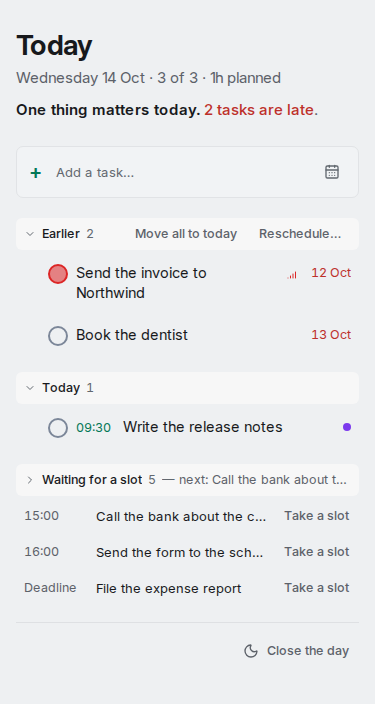 Today
Wednesday 14 Oct · 3 of 3 · 1h planned
One thing matters today. 2 tasks are late.
+ Add a task...
Earlier 2 Move all to today Reschedule...
Send the invoice to 12 Oct
Northwind
Book the dentist 13 Oct
Today 1
09:30 Write the release notes
Waiting for a slot 5 — next: Call the bank about t...
15:00 Call the bank about the c... Take a slot
16:00 Send the form to the sch... Take a slot
Deadline File the expense report Take a slot
Close the day